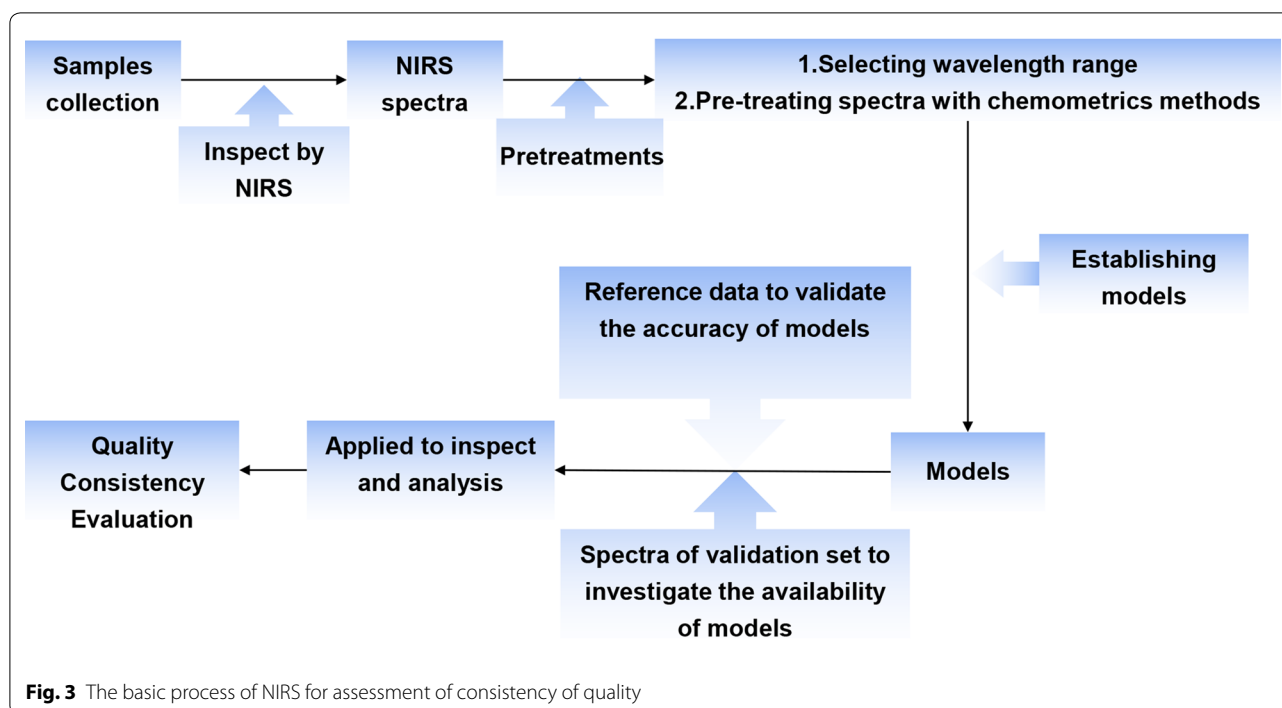 Samples
collection
NIRS
spectra
1.Selecting wavelength range
2.Pre-treating spectra with chemometrics methods
Inspect by
NIRS
Pretreatments
Establishing
models
Reference data to validate
the accuracy of models
Quality
Consistency
Evaluation
Applied to inspect
and analysis
Models
Spectra of validation set to
investigate the availability
of models
Fig. 3 The basic process of NIRS for assessment of consistency of quality